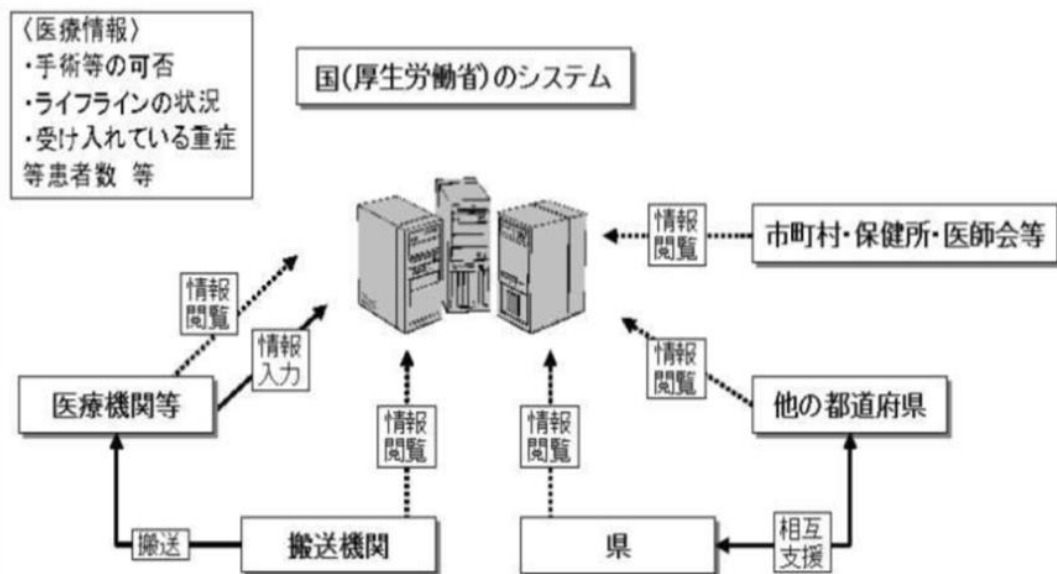 〈医療情報〉
・手術等の可否
・ライフラインの状況
・受け入れている重症
等患者数 等
国(厚生労働省)のシステム
情報
閲覧
市町村・保健所・医師会等
情報
閲覧
情報
入力
情報
閲覧
医療機関等
他の都道府県
情報
閲覧
情報
閲覧
搬送
搬送機関
県
相互
支援